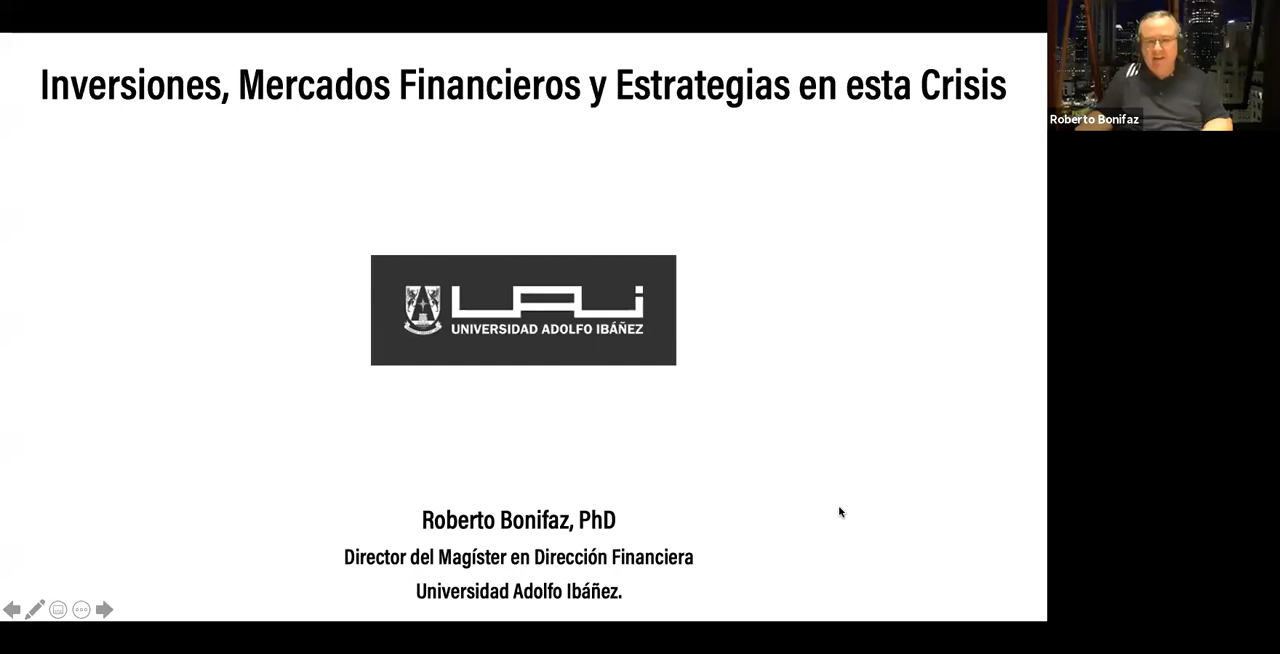 Inversiones, Mercados Financieros y Estrategias en esta Crisis
Roberto Bonifaz
UAi
UNIVERSIDAD ADOLFO IBÁÑEZ
Roberto Bonifaz, PhD
Director del Magíster en Dirección Financiera
Universidad Adolfo Ibáñez.